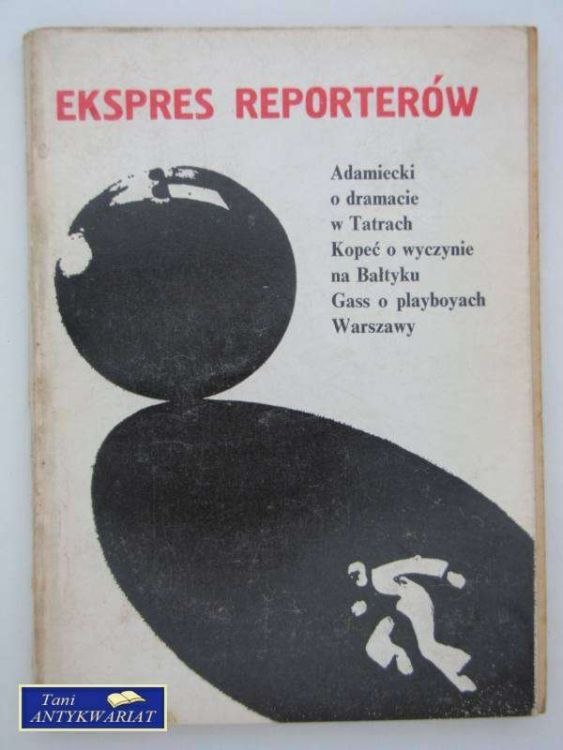 EKSPRES REPORTERÓW
Adamiecki
o dramacie
w Tatrach
Kopeć o wyczynie
na Bałtyku
Gass o playboyach
Warszawy
Tani
ANTYKWARIAT